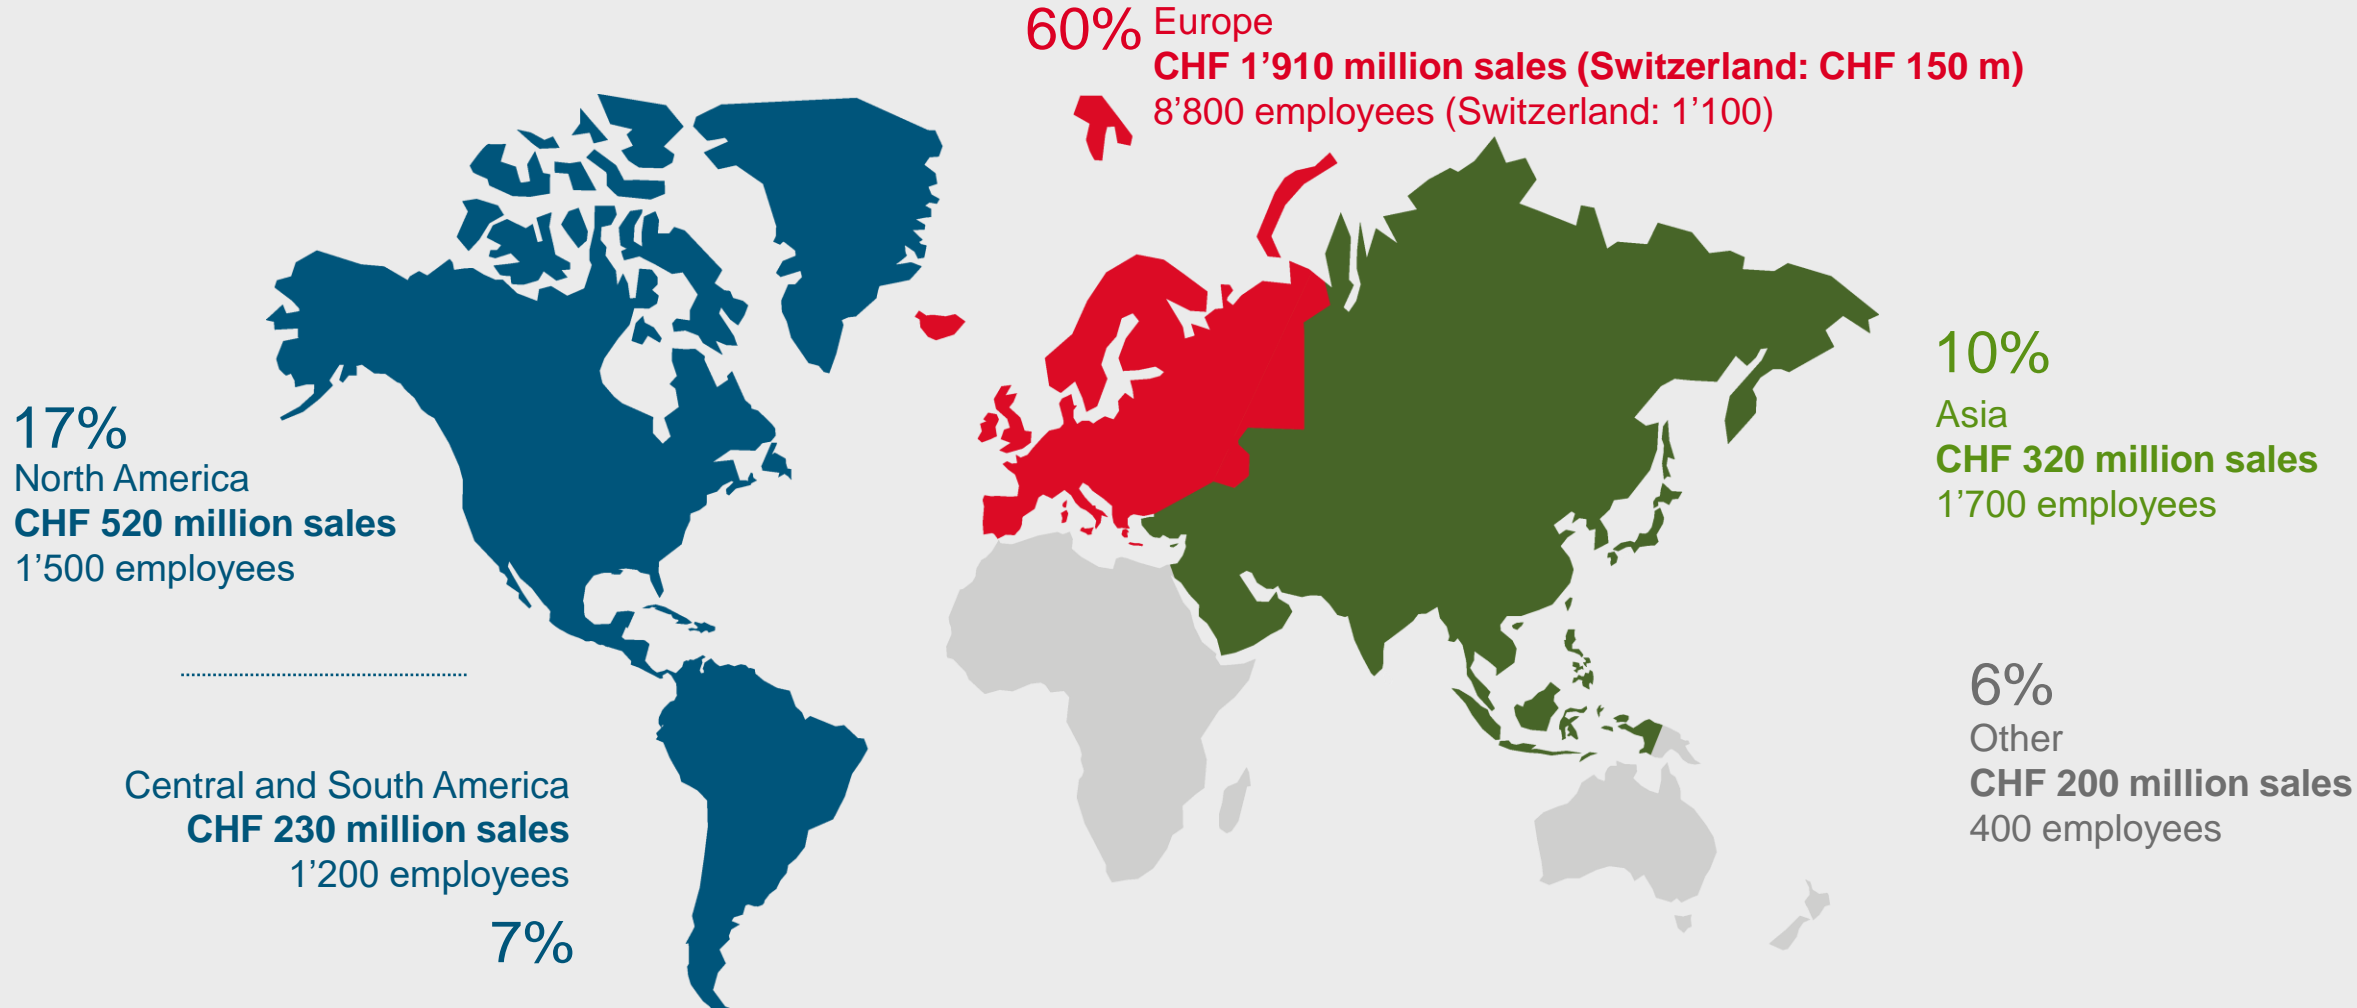 60%
Europe
CHF 1’910 million sales (Switzerland: CHF 150 m)
8’800 employees (Switzerland: 1’100)
17%
North America
CHF 520 million sales
1’500 employees
10%
Asia
CHF 320 million sales
1’700 employees
Central and South America
CHF 230 million sales
1’200 employees
7%
6%
Other
CHF 200 million sales
400 employees